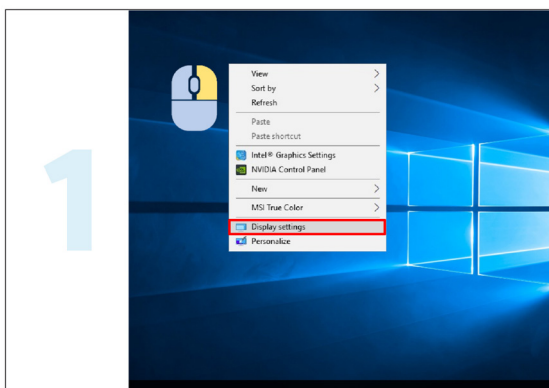 1
View
Sort by
Refresh
Paste
Paste shortcut
Intel® Graphics Settings
NVIDIA Control Panel
New
MSI True Color
Display settings
Personalize